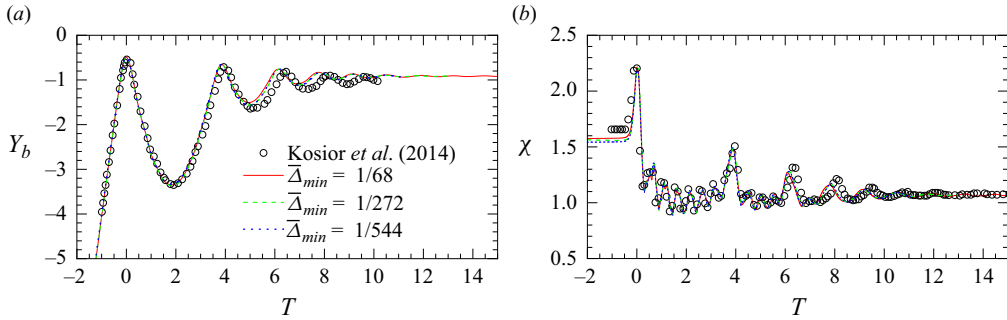 (a)
0
−1
−2
−3
−4
−5
Y_b
Kosior et al. (2014)
Δ̅_min = 1/68
Δ̅_min = 1/272
Δ̅_min = 1/544
−2 0 2 4 6 8 10 12 14
T
(b)
2.5
2.0
1.5
1.0
0.5
χ
−2 0 2 4 6 8 10 12 14
T